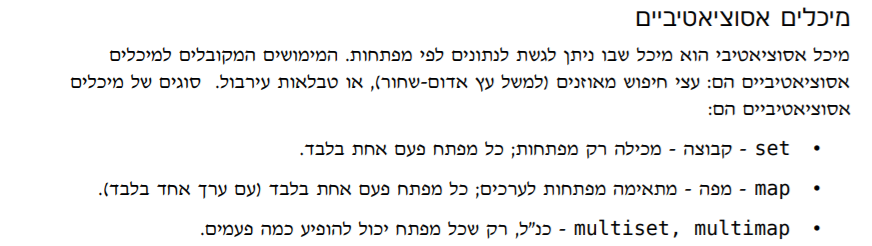 מיכלים אסוציאטיביים
מיכל אסוציאטיבי הוא מיכל שבו ניתן לגשת לנתונים לפי מפתחות. המימושים המקובלים למיכלים
אסוציאטיביים הם: עצי חיפוש מאוזנים (למשל עץ אדום-שחור), או טבלאות עירבול.  סוגים של מיכלים
אסוציאטיביים הם:
• set - קבוצה - מכילה רק מפתחות; כל מפתח פעם אחת בלבד.
• map - מפה - מתאימה מפתחות לערכים; כל מפתח פעם אחת בלבד (עם ערך אחד בלבד).
• multiset, multimap - כנ"ל, רק שכל מפתח יכול להופיע כמה פעמים.